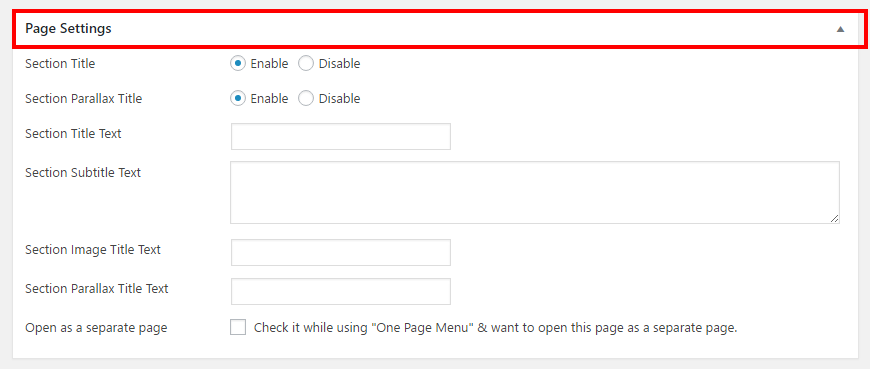 Page Settings
Section Title Enable Disable
Section Parallax Title Enable Disable
Section Title Text
Section Subtitle Text
Section Image Title Text
Section Parallax Title Text
Open as a separate page Check it while using "One Page Menu" & want to open this page as a separate page.